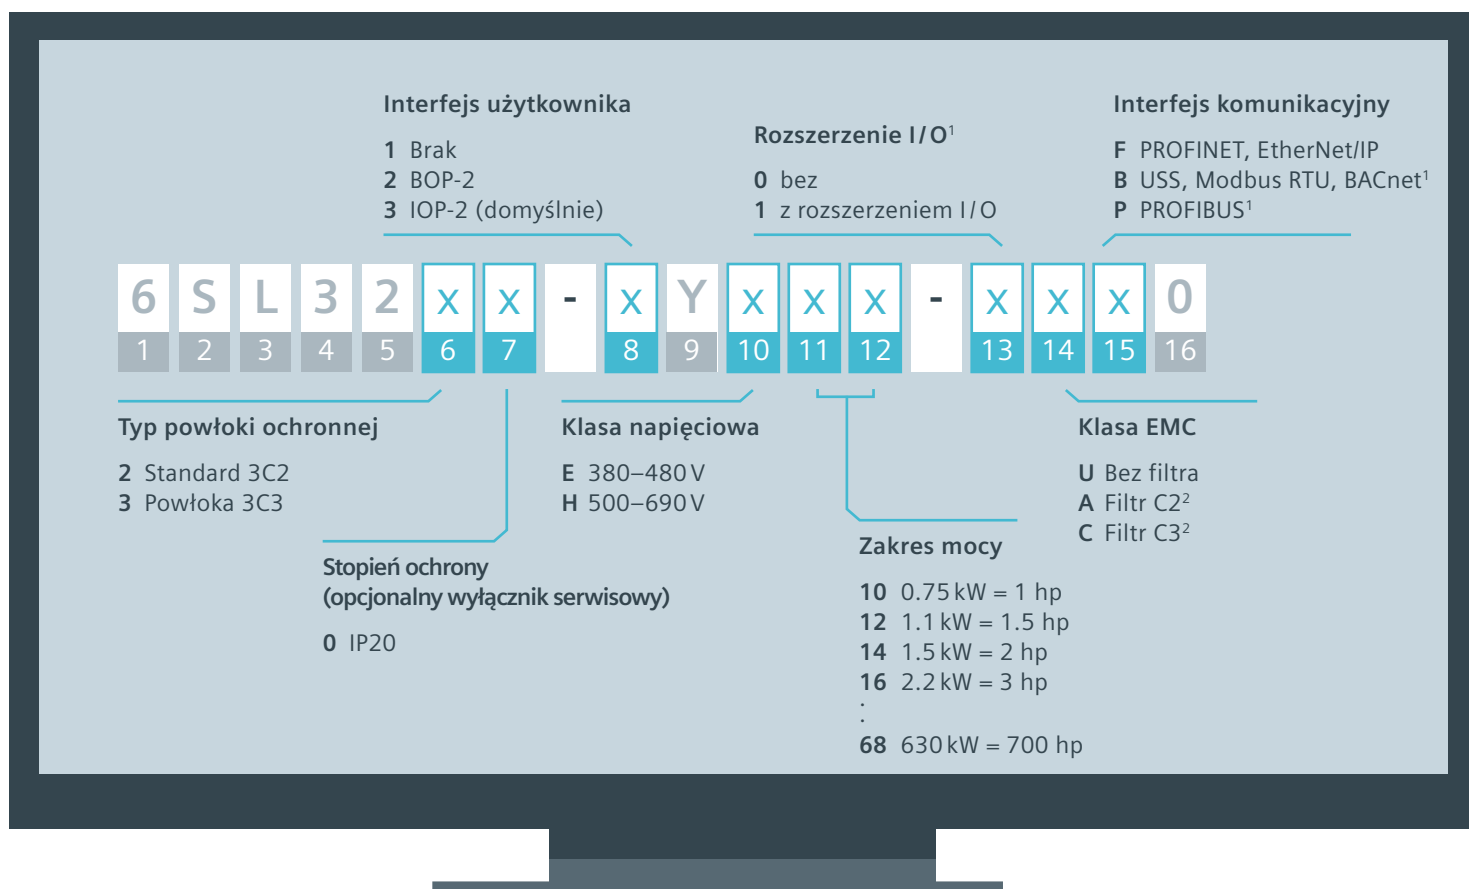 Interfejs użytkownika
1 Brak
2 BOP-2
3 IOP-2 (domyślnie)
Rozszerzenie I/O¹
0 bez
1 z rozszerzeniem I/O
Interfejs komunikacyjny
F PROFINET, EtherNet/IP
B USS, Modbus RTU, BACnet¹
P PROFIBUS¹
6 S L 3 2 x x - x Y x x x - x x x 0
1 2 3 4 5 6 7 8 9 10 11 12 13 14 15 16
Typ powłoki ochronnej
2 Standard 3C2
3 Powłoka 3C3
Stopień ochrony
(opcjonalny wyłącznik serwisowy)
0 IP20
Klasa napięciowa
E 380–480 V
H 500–690 V
Zakres mocy
10 0.75 kW = 1 hp
12 1.1 kW = 1.5 hp
14 1.5 kW = 2 hp
16 2.2 kW = 3 hp
.
.
68 630 kW = 700 hp
Klasa EMC
U Bez filtra
A Filtr C2²
C Filtr C3²